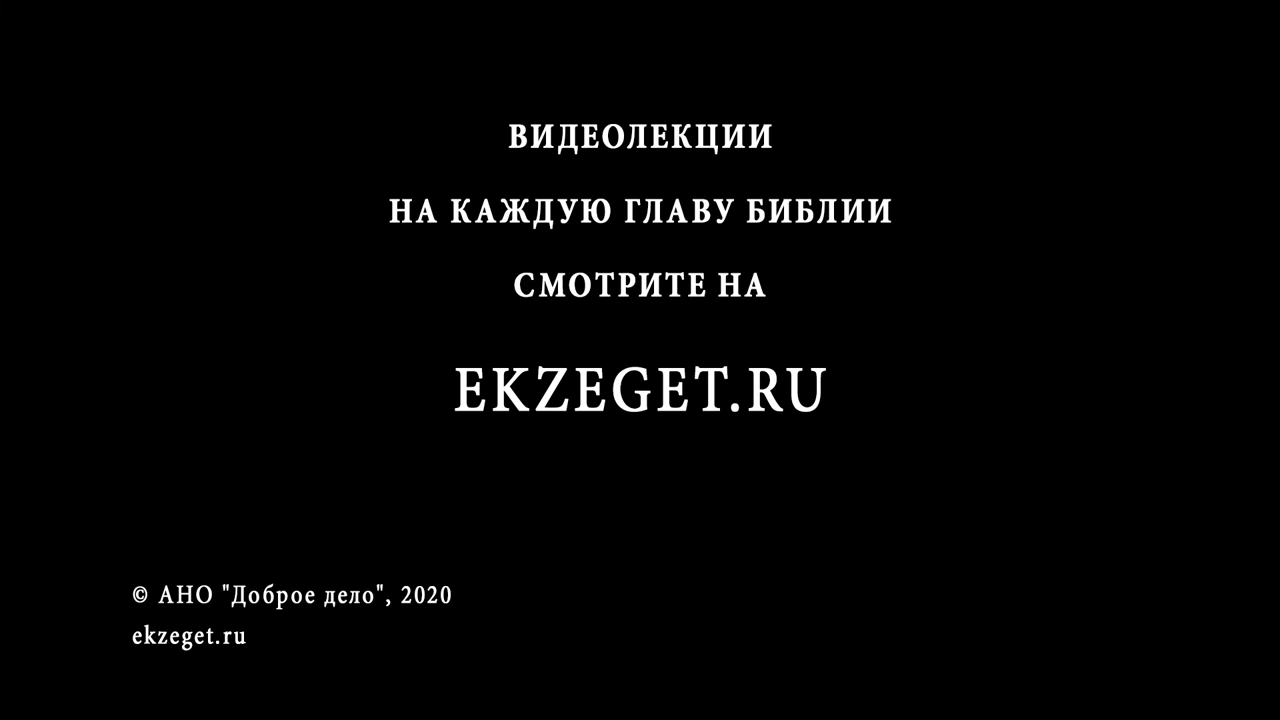 ВИДЕОЛЕКЦИИ
НА КАЖДУЮ ГЛАВУ БИБЛИИ
СМОТРИТЕ НА
EKZEGET.RU
© АНО "Доброе дело", 2020
ekzeget.ru